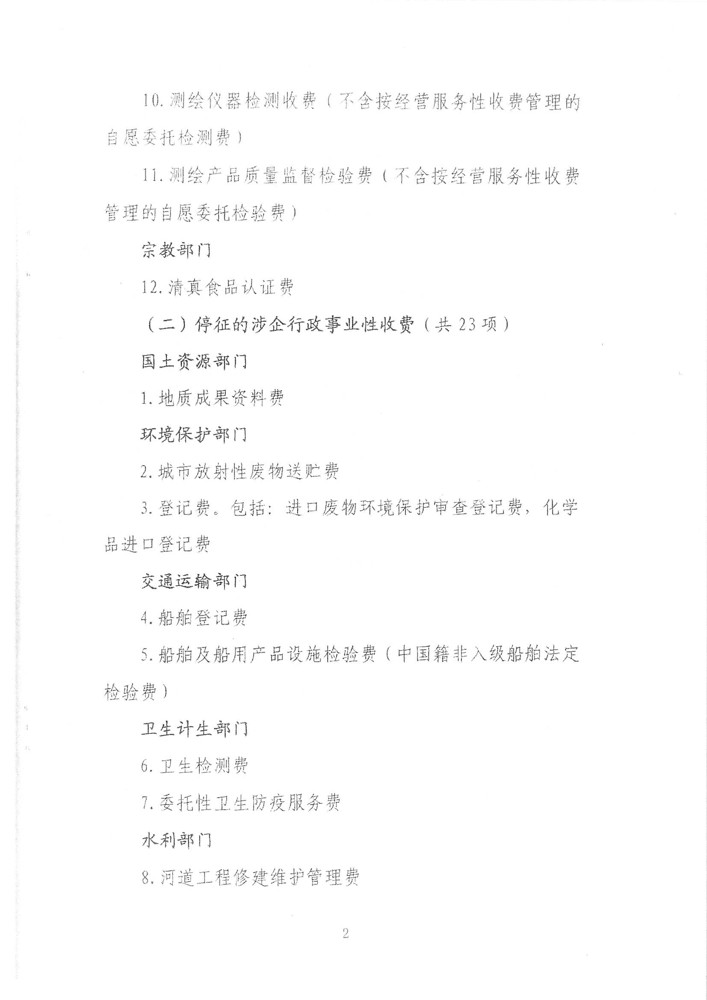 10.测绘仪器检测收费（不含按经营服务性收费管理的
自愿委托检测费）
11.测绘产品质量监督检验费（不含按经营服务性收费
管理的自愿委托检验费）
宗教部门
12.清真食品认证费
（二）停征的涉企行政事业性收费（共 23 项）
国土资源部门
1.地质成果资料费
环境保护部门
2.城市放射性废物送贮费
3.登记费。包括：进口废物环境保护审查登记费，化学
品进口登记费
交通运输部门
4.船舶登记费
5.船舶及船用产品设施检验费（中国籍非入级船舶法定
检验费）
卫生计生部门
6.卫生检测费
7.委托性卫生防疫服务费
水利部门
8.河道工程修建维护管理费
2